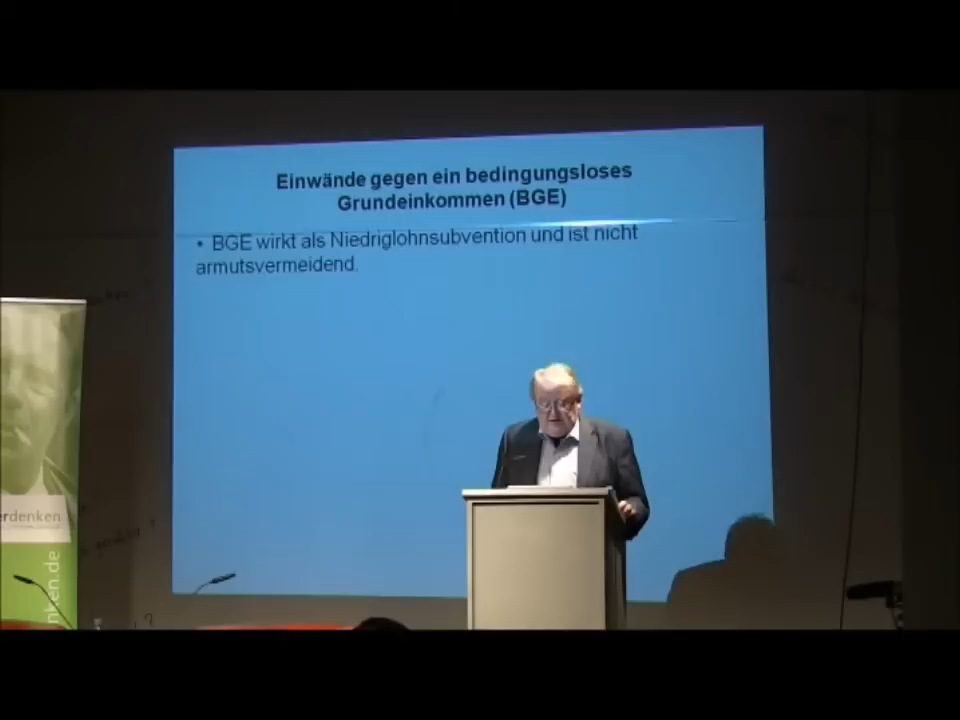 Einwände gegen ein bedingungsloses
Grundeinkommen (BGE)
• BGE wirkt als Niedriglohnsubvention und ist nicht
armutsvermeidend.
erdenken
nken.de